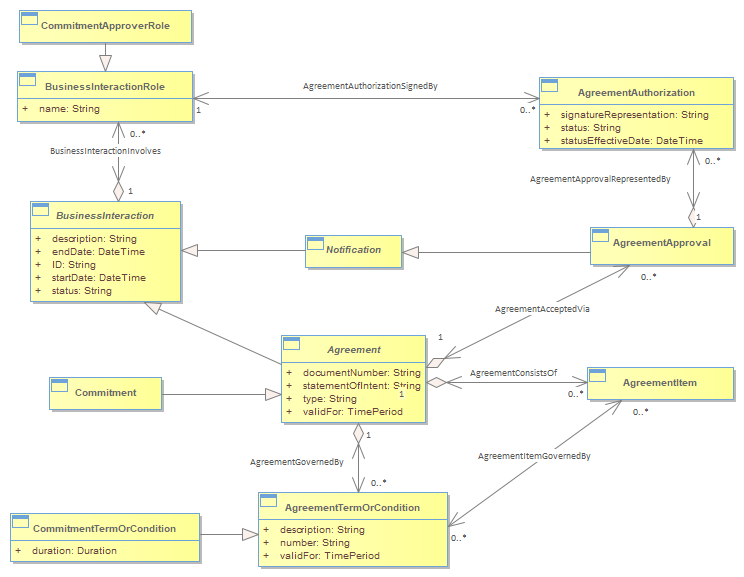 CommitmentApproverRole
BusinessInteractionRole
+ name: String
AgreementAuthorizationSignedBy
1
0..*
AgreementAuthorization
+ signatureRepresentation: String
+ status: String
+ statusEffectiveDate: DateTime
0..*
BusinessInteractionInvolves
1
0..*
AgreementApprovalRepresentedBy
1
BusinessInteraction
+ description: String
+ endDate: DateTime
+ ID: String
+ startDate: DateTime
+ status: String
Notification
AgreementApproval
0..*
AgreementAcceptedVia
1
Agreement
+ documentNumber: String
+ statementOfIntent: String
+ type: String
+ validFor: TimePeriod
1
AgreementConsistsOf
0..*
AgreementItem
0..*
Commitment
1
AgreementGovernedBy
0..*
AgreementItemGovernedBy
0..*
AgreementTermOrCondition
+ description: String
+ number: String
+ validFor: TimePeriod
CommitmentTermOrCondition
+ duration: Duration